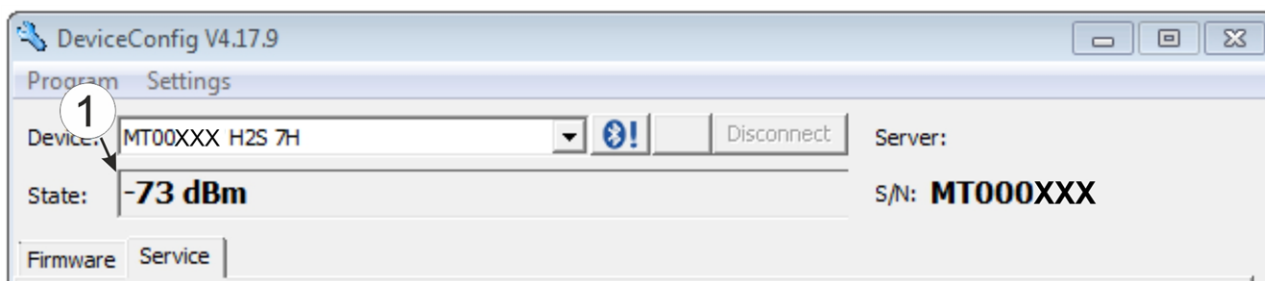 DeviceConfig V4.17.9
Program Settings
1
Device: MT00XXX H2S 7H Disconnect Server:
State: -73 dBm S/N: MT000XXX
Firmware Service